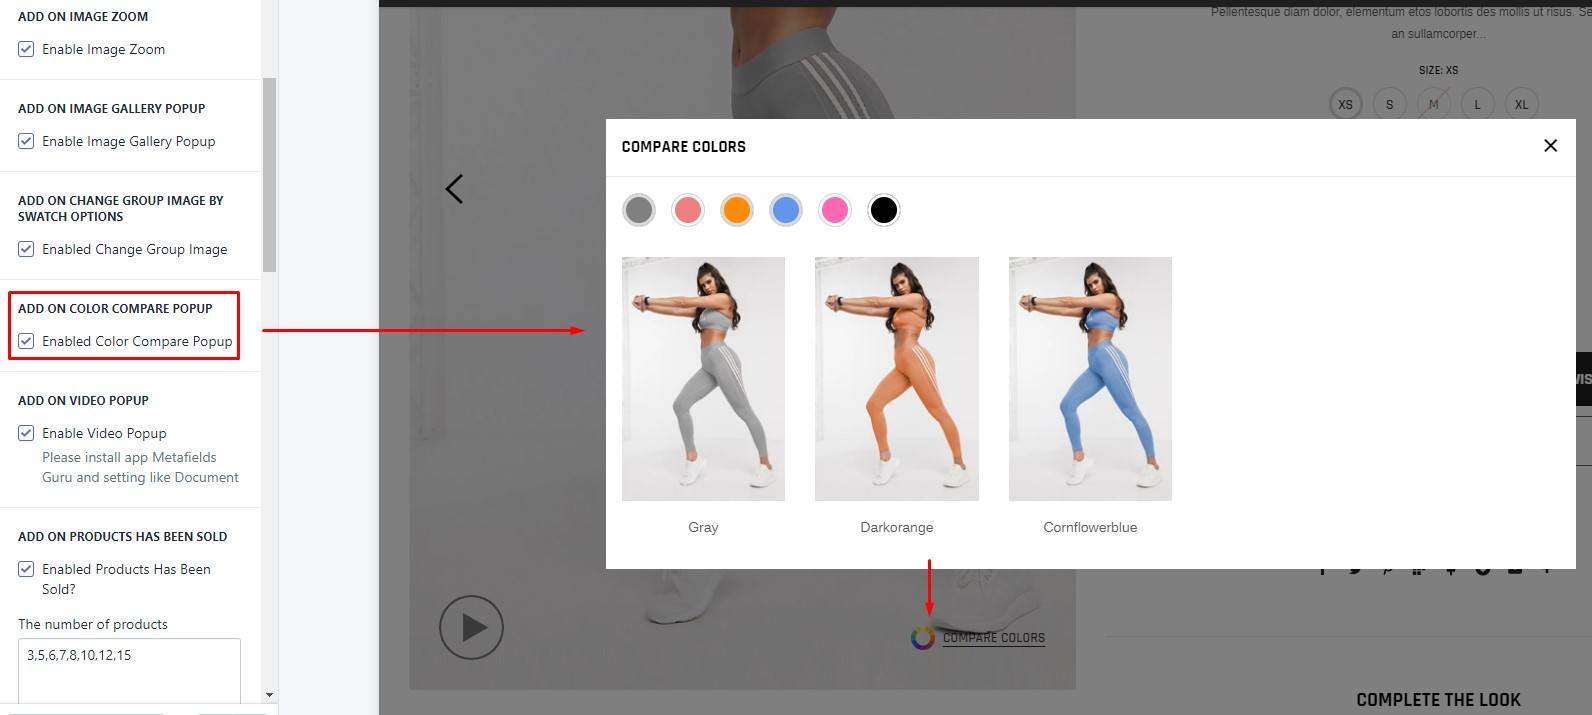 ADD ON IMAGE ZOOM
Enable Image Zoom
ADD ON IMAGE GALLERY POPUP
Enable Image Gallery Popup
ADD ON CHANGE GROUP IMAGE BY
SWATCH OPTIONS
Enabled Change Group Image
ADD ON COLOR COMPARE POPUP
Enabled Color Compare Popup
ADD ON VIDEO POPUP
Enable Video Popup
Please install app Metafields
Guru and setting like Document
ADD ON PRODUCTS HAS BEEN SOLD
Enabled Products Has Been
Sold?
The number of products
3,5,6,7,8,10,12,15
Pellentesque diam dolor, elementum etos lobortis des mollis ut risus. Se
an sullamcorper...
SIZE: XS
XS S M L XL
COMPARE COLORS
Gray Darkorange Cornflowerblue
COMPARE COLORS
COMPLETE THE LOOK